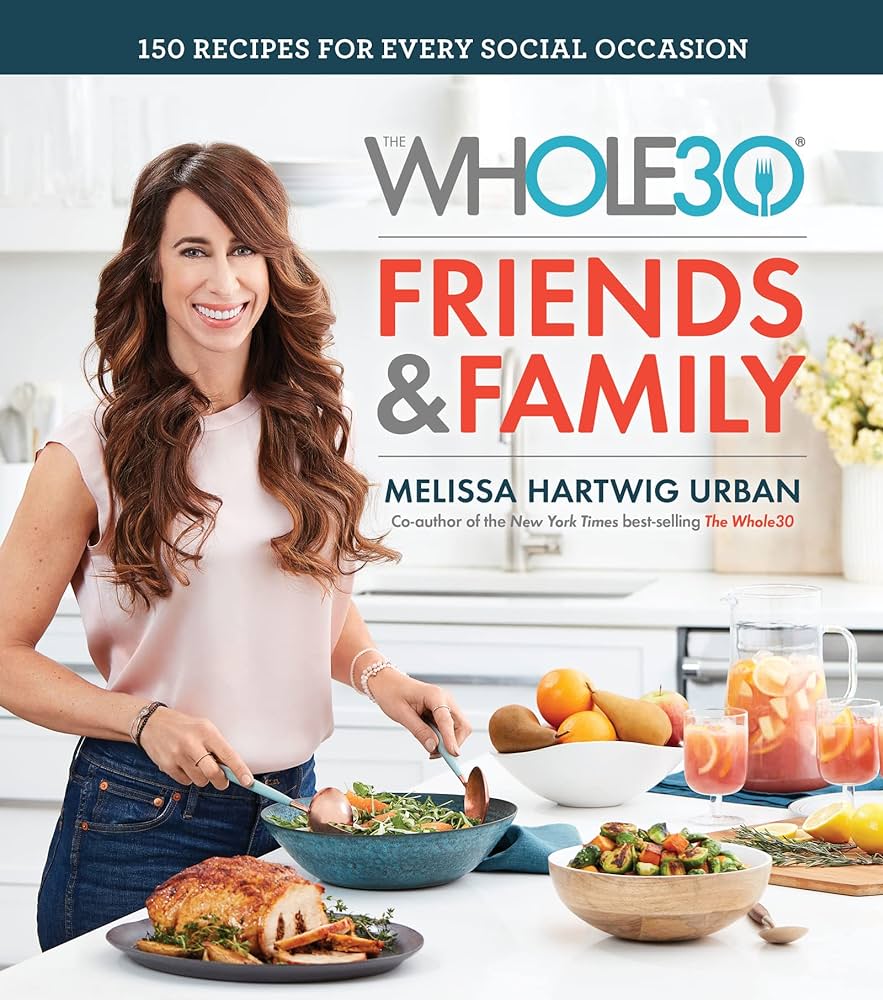 150 RECIPES FOR EVERY SOCIAL OCCASION
THE
WHOLE30®
FRIENDS
& FAMILY
MELISSA HARTWIG URBAN
Co-author of the New York Times best-selling The Whole30